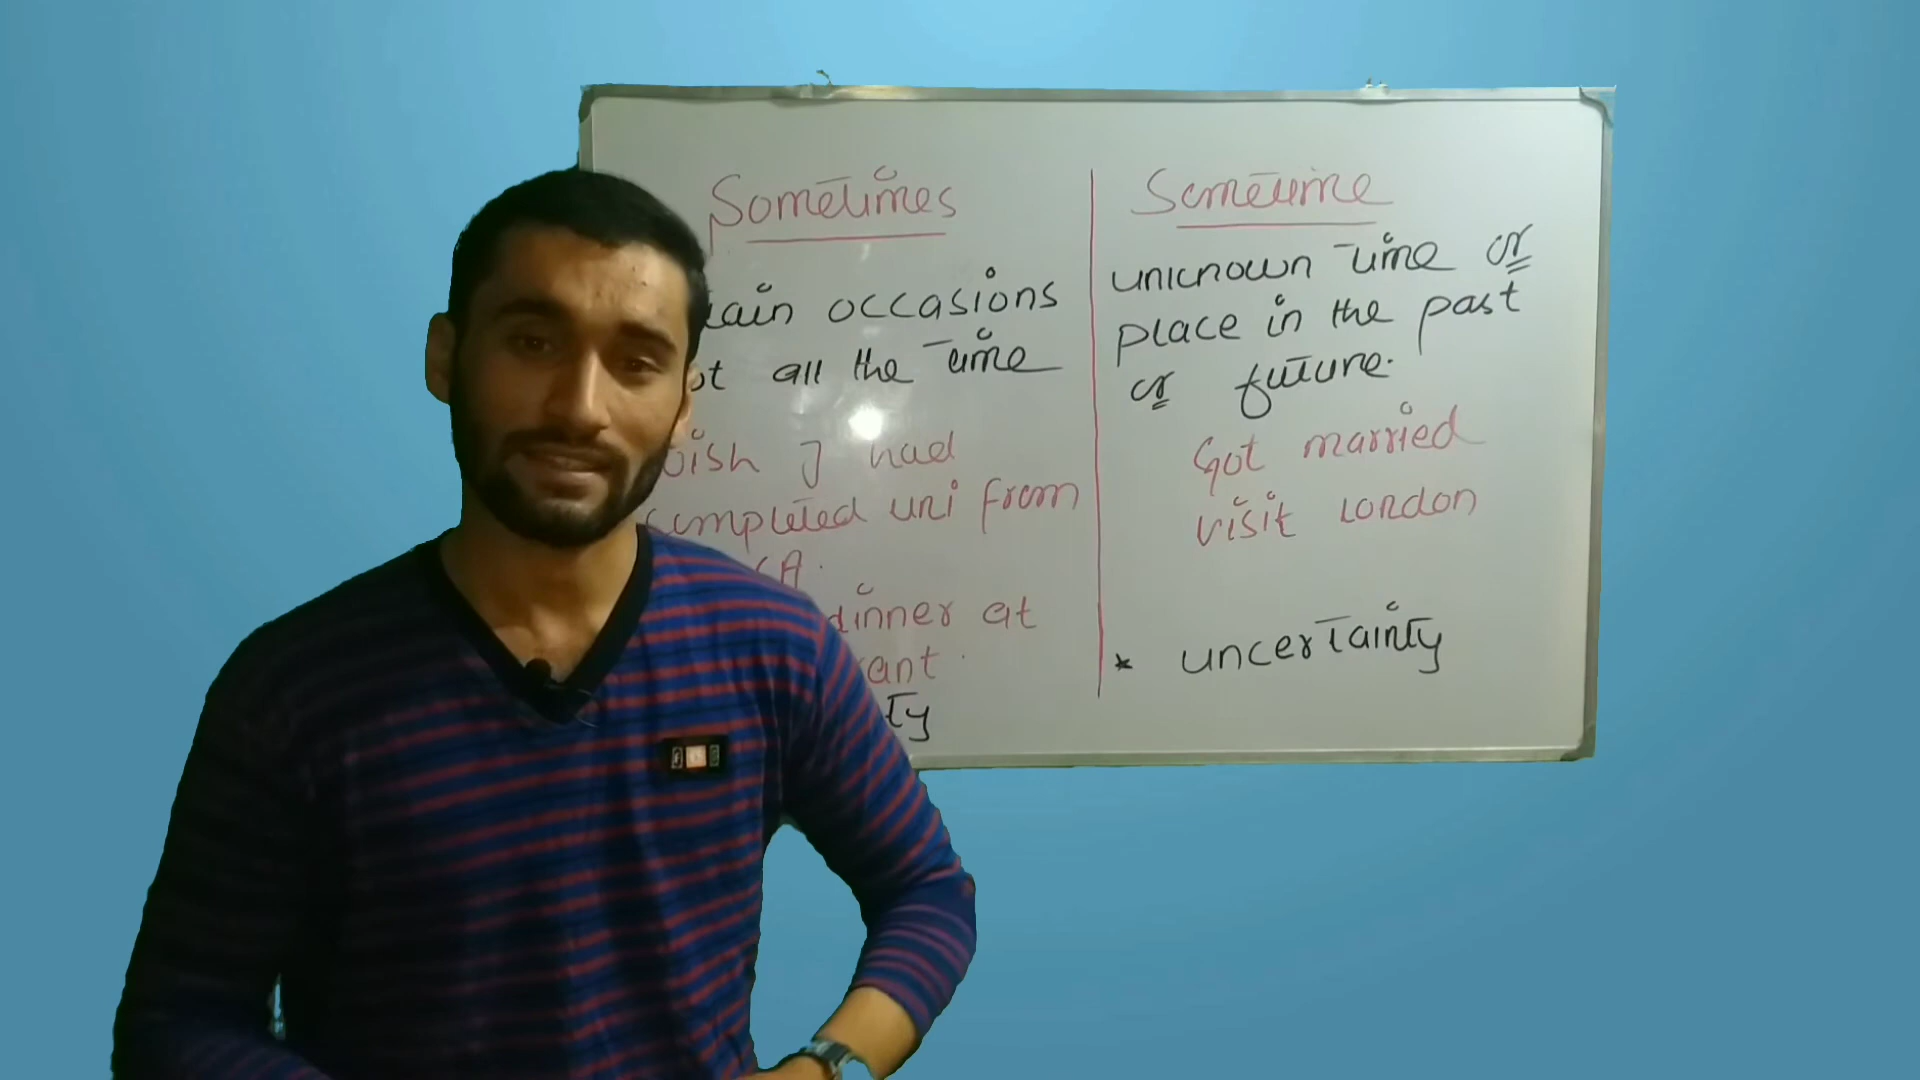 Sometimes
occasions
all the time
I had
completed uni from
dinner at
Sometime
unknown time or
place in the past
or future.
Got married
visit London
* uncertainty